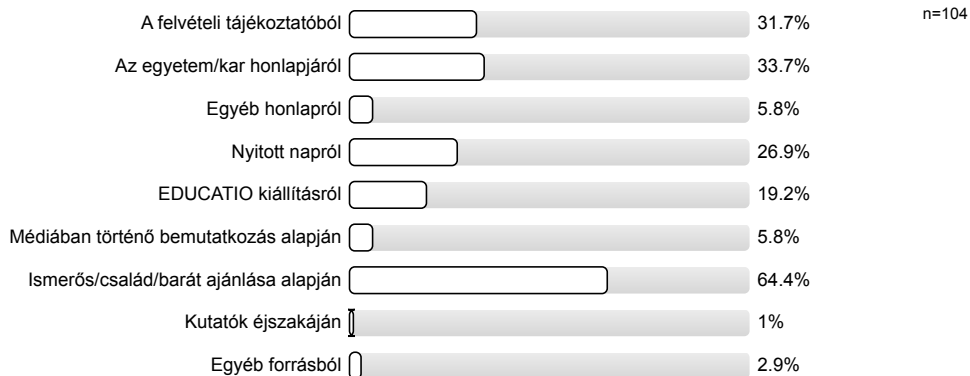 n=104
A felvételi tájékoztatóból 31.7%
Az egyetem/kar honlapjáról 33.7%
Egyéb honlapról 5.8%
Nyitott napról 26.9%
EDUCATIO kiállításról 19.2%
Médiában történő bemutatkozás alapján 5.8%
Ismerős/család/barát ajánlása alapján 64.4%
Kutatók éjszakáján 1%
Egyéb forrásból 2.9%